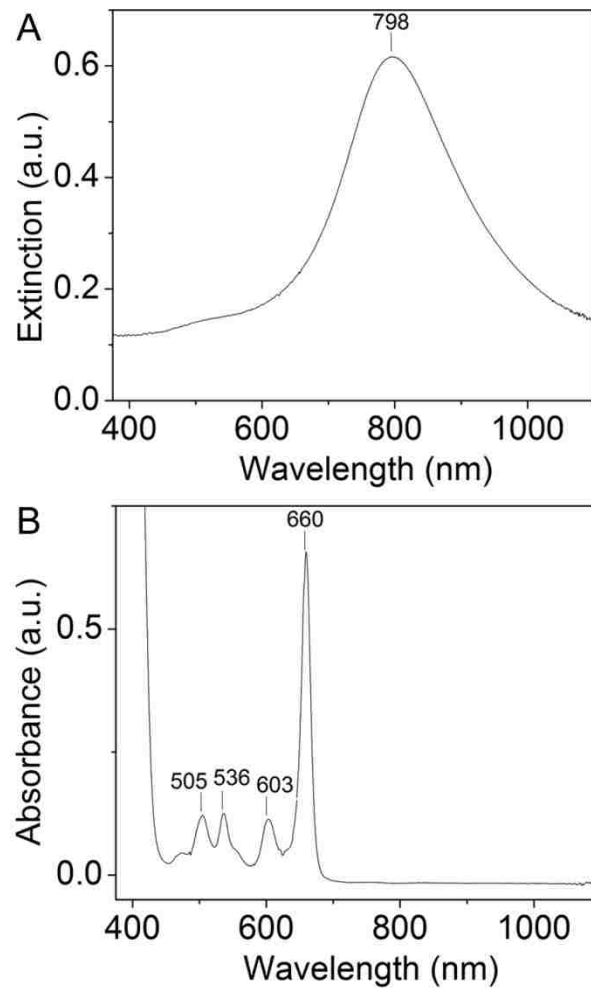 A
798
0.6
0.4
0.2
0.0
Extinction (a.u.)
400 600 800 1000
Wavelength (nm)
B
660
0.5
505 536 603
0.0
Absorbance (a.u.)
400 600 800 1000
Wavelength (nm)